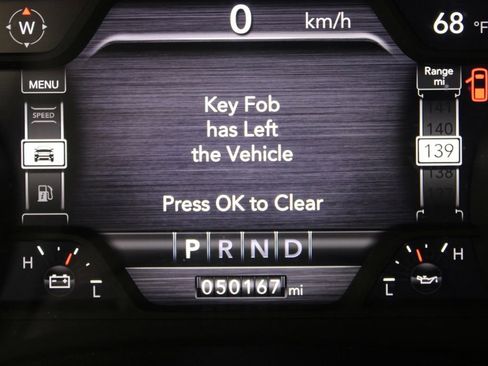 W
0 km/h
68 °F
MENU
SPEED
Range
mi
141
140
139
138
Key Fob
has Left
the Vehicle
Press OK to Clear
P R N D
H
L
050167 mi
H
L